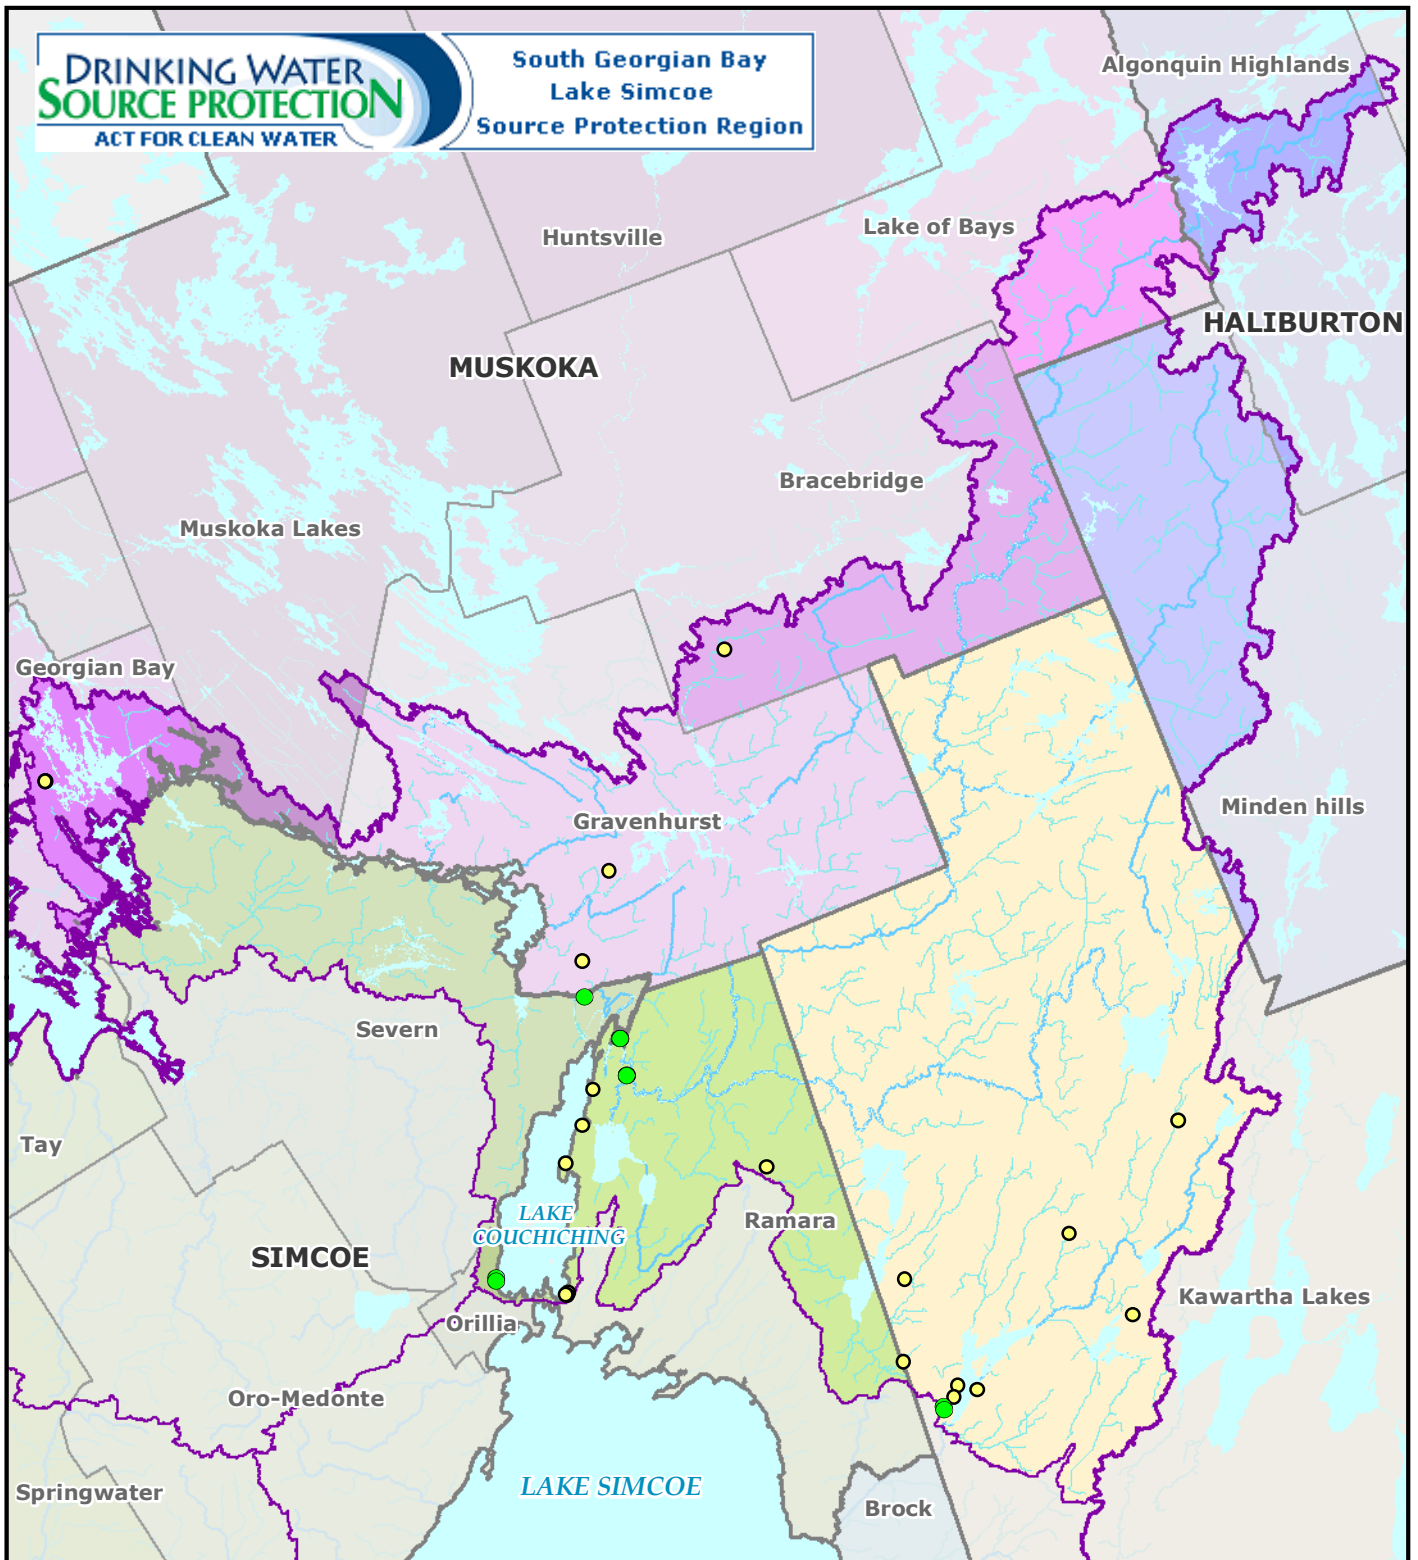 DRINKING WATER
SOURCE PROTECTION
ACT FOR CLEAN WATER
South Georgian Bay
Lake Simcoe
Source Protection Region
Algonquin Highlands
Lake of Bays
Huntsville
HALIBURTON
MUSKOKA
Bracebridge
Muskoka Lakes
Georgian Bay
Minden hills
Gravenhurst
Severn
Tay
LAKE
COUCHICHING
Ramara
SIMCOE
Kawartha Lakes
Orillia
Oro-Medonte
LAKE SIMCOE
Springwater
Brock